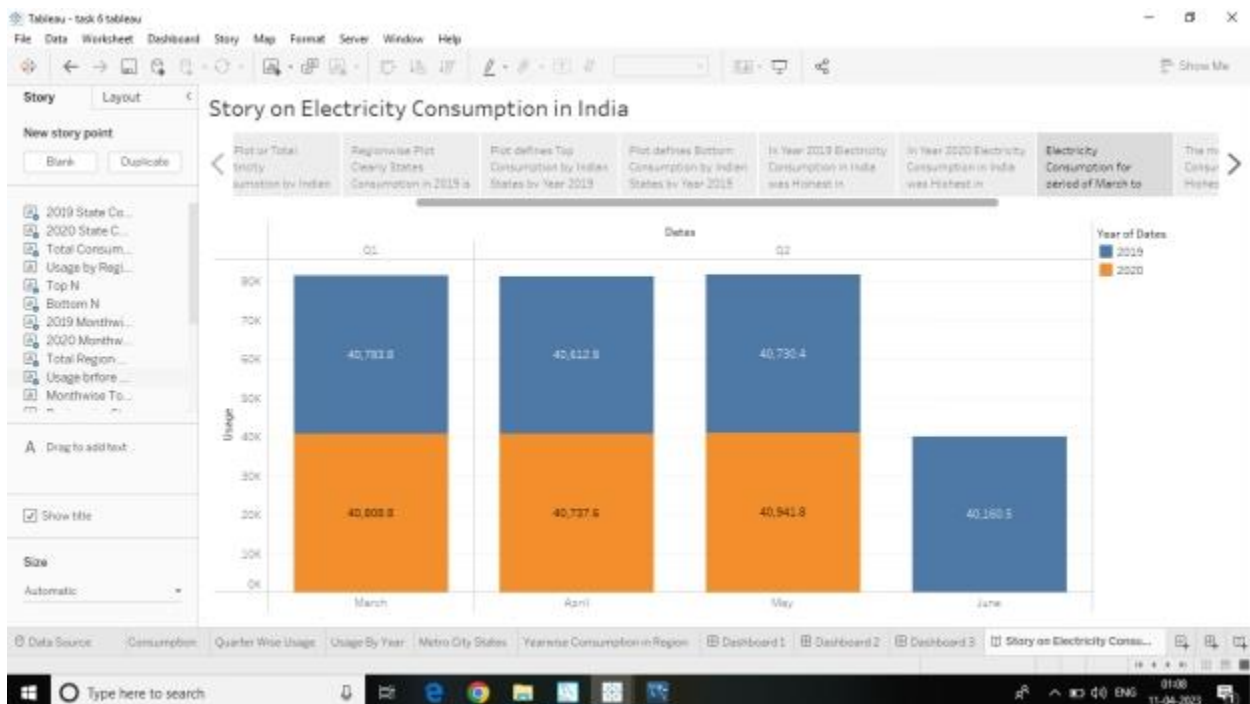 Tableau - task 6 tableau
File Data Worksheet Dashboard Story Map Format Server Window Help
Show Me
Story Layout
New story point
Blank Duplicate
2019 State Co...
2020 State C...
Total Consum...
Usage by Regi...
Top N
Bottom N
2019 Monthwi...
2020 Monthw...
Total Region ...
Usage brfore ...
Monthwise To...
A Drag to add text
Show title
Size
Automatic
Story on Electricity Consumption in India
Plot or Total
Regionwise Plot
Clearly States
Consumption in 2019 is
Plot defines Top
Consumption by Indian
States by Year 2019
Plot defines Bottom
Consumption by Indian
States by Year 2019
In Year 2019 Electricity
Consumption in India
was Highest in
In Year 2020 Electricity
Consumption in India
was Highest in
Electricity
Consumption for
period of March to
Dates
Q1 Q2
Usage
80K
70K
60K
50K
40K
30K
20K
10K
0K
40,612.8 40,730.4
40,737.6 40,941.8 40,160.5
March April May June
Year of Dates
2019
2020
Data Source Consumption Quarter Wise Usage Usage By Year Metro City States Yearwise Consumption in Region Dashboard 1 Dashboard 2 Dashboard 3 Story on Electricity Consu...
Type here to search
ENG
01:08
11-04-2023